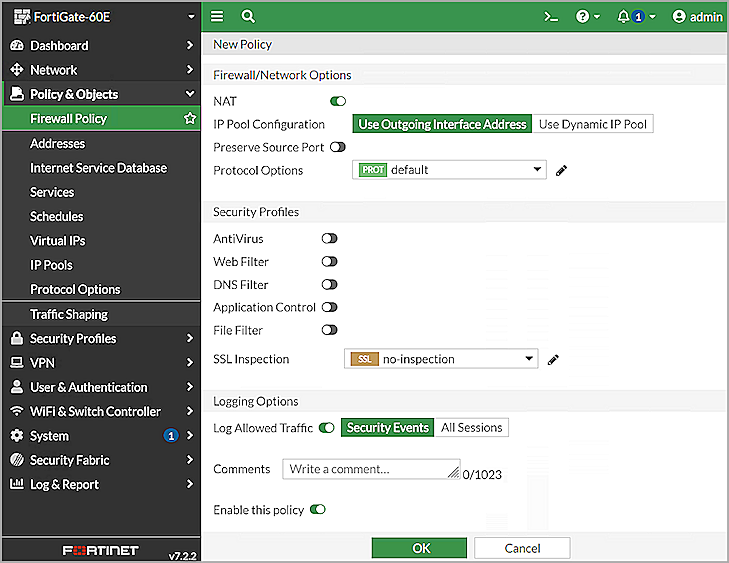 FortiGate-60E
1
admin
Dashboard
Network
Policy & Objects
Firewall Policy
Addresses
Internet Service Database
Services
Schedules
Virtual IPs
IP Pools
Protocol Options
Traffic Shaping
Security Profiles
VPN
User & Authentication
WiFi & Switch Controller
System 1
Security Fabric
Log & Report
FORTINET v7.2.2
New Policy
Firewall/Network Options
NAT
IP Pool Configuration Use Outgoing Interface Address Use Dynamic IP Pool
Preserve Source Port
Protocol Options PROT default
Security Profiles
AntiVirus
Web Filter
DNS Filter
Application Control
File Filter
SSL Inspection SSL no-inspection
Logging Options
Log Allowed Traffic Security Events All Sessions
Comments Write a comment... 0/1023
Enable this policy
OK Cancel